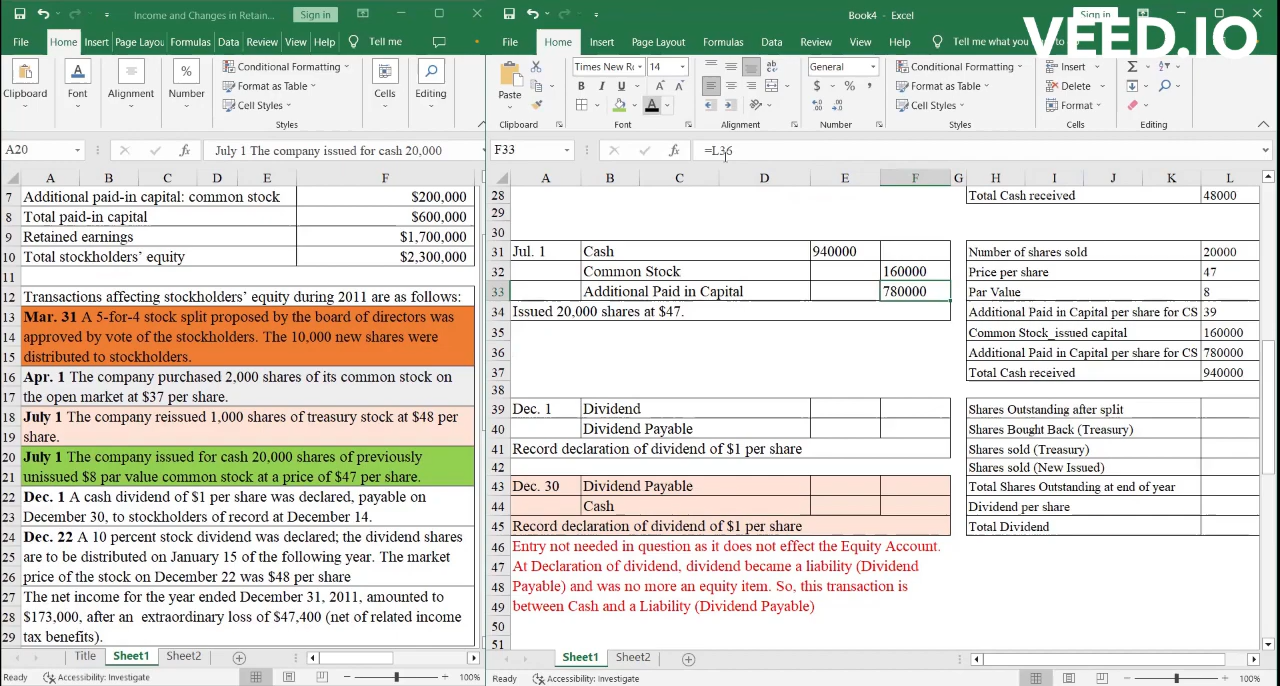 Income and Changes in Retain... Sign in
File Home Insert Page Layou Formulas Data Review View Help Tell me
Clipboard Font Alignment Number Conditional Formatting Format as Table Cell Styles Styles Cells Editing
A20 fx July 1 The company issued for cash 20,000
A B C D E F
7 Additional paid-in capital: common stock $200,000
8 Total paid-in capital $600,000
9 Retained earnings $1,700,000
10 Total stockholders’ equity $2,300,000
11
12 Transactions affecting stockholders’ equity during 2011 are as follows:
13 Mar. 31 A 5-for-4 stock split proposed by the board of directors was
14 approved by vote of the stockholders. The 10,000 new shares were
15 distributed to stockholders.
16 Apr. 1 The company purchased 2,000 shares of its common stock on
17 the open market at $37 per share.
18 July 1 The company reissued 1,000 shares of treasury stock at $48 per
19 share.
20 July 1 The company issued for cash 20,000 shares of previously
21 unissued $8 par value common stock at a price of $47 per share.
22 Dec. 1 A cash dividend of $1 per share was declared, payable on
23 December 30, to stockholders of record at December 14.
24 Dec. 22 A 10 percent stock dividend was declared; the dividend shares
25 are to be distributed on January 15 of the following year. The market
26 price of the stock on December 22 was $48 per share
27 The net income for the year ended December 31, 2011, amounted to
28 $173,000, after an extraordinary loss of $47,400 (net of related income
29 tax benefits).
Title Sheet1 Sheet2
Ready Accessibility: Investigate 100%
Book4 - Excel Sign in
VEED.IO
File Home Insert Page Layout Formulas Data Review View Help Tell me what you
Paste Times New Ro 14 General Conditional Formatting Insert
B I U A $ % Format as Table Delete
Cell Styles Format
Clipboard Font Alignment Number Styles Cells Editing
F33 fx =L36
A B C D E F G H I J K L
28 Total Cash received 48000
29
30
31 Jul. 1 Cash 940000 Number of shares sold 20000
32 Common Stock 160000 Price per share 47
33 Additional Paid in Capital 780000 Par Value 8
34 Issued 20,000 shares at $47. Additional Paid in Capital per share for CS 39
35 Common Stock_issued capital 160000
36 Additional Paid in Capital per share for CS 780000
37 Total Cash received 940000
38
39 Dec. 1 Dividend Shares Outstanding after split
40 Dividend Payable Shares Bought Back (Treasury)
41 Record declaration of dividend of $1 per share Shares sold (Treasury)
42 Shares sold (New Issued)
43 Dec. 30 Dividend Payable Total Shares Outstanding at end of year
44 Cash Dividend per share
45 Record declaration of dividend of $1 per share Total Dividend
46 Entry not needed in question as it does not effect the Equity Account.
47 At Declaration of dividend, dividend became a liability (Dividend
48 Payable) and was no more an equity item. So, this transaction is
49 between Cash and a Liability (Dividend Payable)
50
51
Sheet1 Sheet2
Ready Accessibility: Investigate 100%